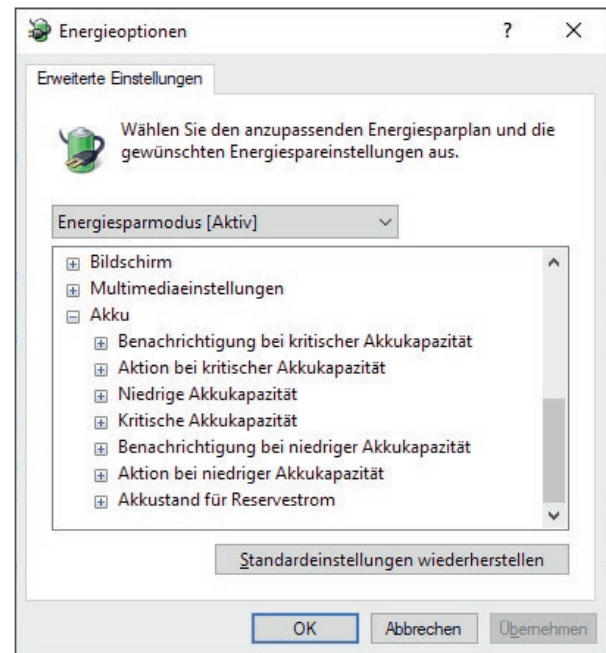 Energieoptionen
Erweiterte Einstellungen
Wählen Sie den anzupassenden Energiesparplan und die
gewünschten Energiespareinstellungen aus.
Energiesparmodus [Aktiv]
Bildschirm
Multimediaeinstellungen
Akku
Benachrichtigung bei kritischer Akkukapazität
Aktion bei kritischer Akkukapazität
Niedrige Akkukapazität
Kritische Akkukapazität
Benachrichtigung bei niedriger Akkukapazität
Aktion bei niedriger Akkukapazität
Akkustand für Reservestrom
Standardeinstellungen wiederherstellen
OK Abbrechen Übernehmen